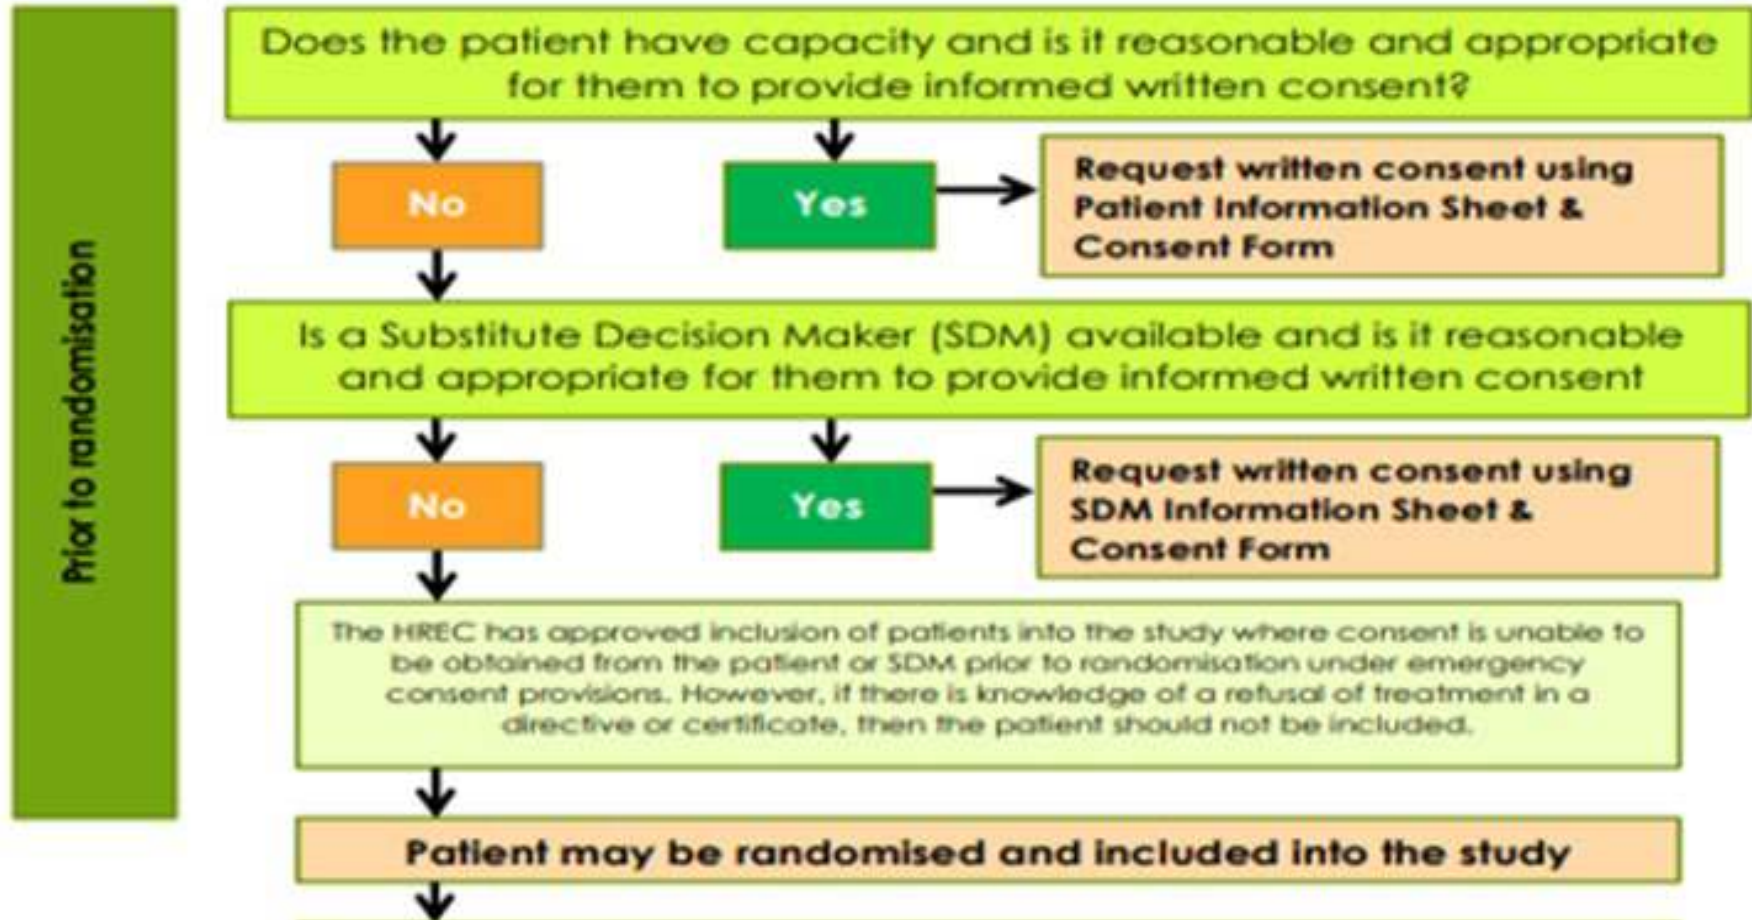 Prior to randomisation
Does the patient have capacity and is it reasonable and appropriate
for them to provide informed written consent?
No
Yes
Request written consent using
Patient Information Sheet &
Consent Form
Is a Substitute Decision Maker (SDM) available and is it reasonable
and appropriate for them to provide informed written consent
No
Yes
Request written consent using
SDM Information Sheet &
Consent Form
The HREC has approved inclusion of patients into the study where consent is unable to
be obtained from the patient or SDM prior to randomisation under emergency
consent provisions. However, if there is knowledge of a refusal of treatment in a
directive or certificate, then the patient should not be included.
Patient may be randomised and included into the study